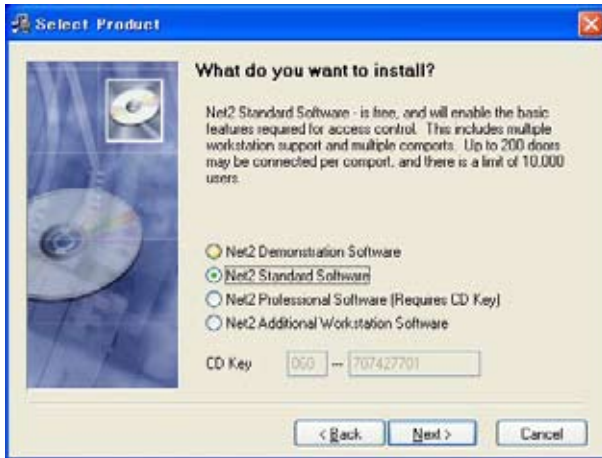 Select Product
What do you want to install?
Net2 Standard Software - is free, and will enable the basic
features required for access control. This includes multiple
workstation support and multiple comports. Up to 200 doors
may be connected per comport, and there is a limit of 10,000
users.
Net2 Demonstration Software
Net2 Standard Software
Net2 Professional Software (Requires CD Key)
Net2 Additional Workstation Software
CD Key 060 --- 707427701
< Back Next > Cancel